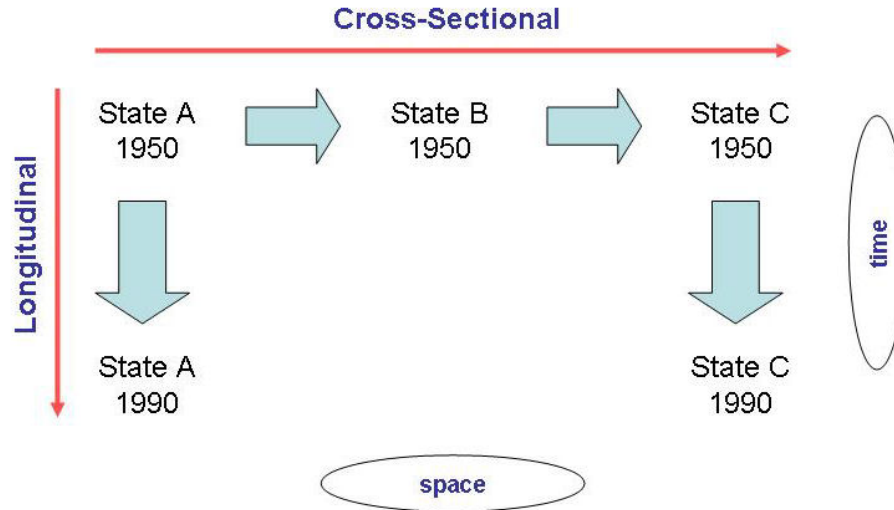 Cross-Sectional
Longitudinal
State A
1950
State B
1950
State C
1950
time
State A
1990
State C
1990
space